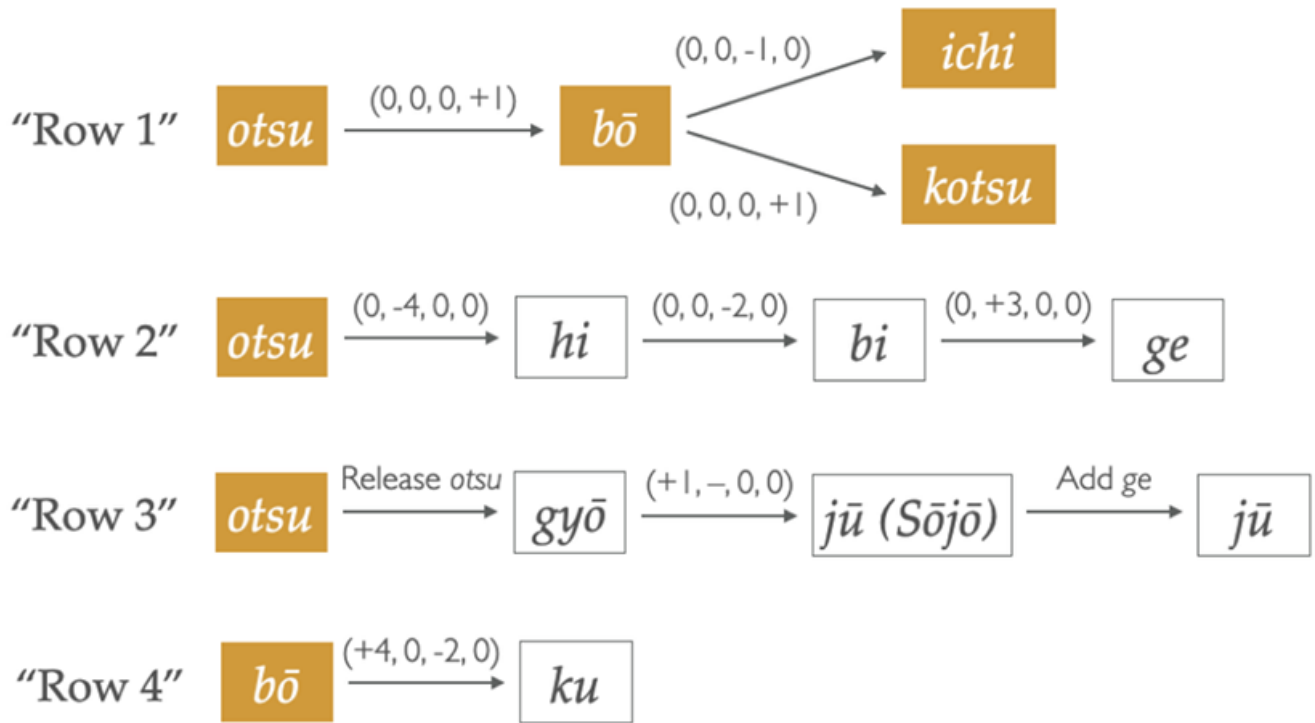 (0, 0, -1, 0)
ichi
“Row 1”
otsu
(0, 0, 0, +1)
bō
kotsu
(0, 0, 0, +1)
“Row 2”
otsu
(0, -4, 0, 0)
hi
(0, 0, -2, 0)
bi
(0, +3, 0, 0)
ge
“Row 3”
otsu
Release otsu
gyō
(+1, –, 0, 0)
jū (Sōjō)
Add ge
jū
“Row 4”
bō
(+4, 0, -2, 0)
ku